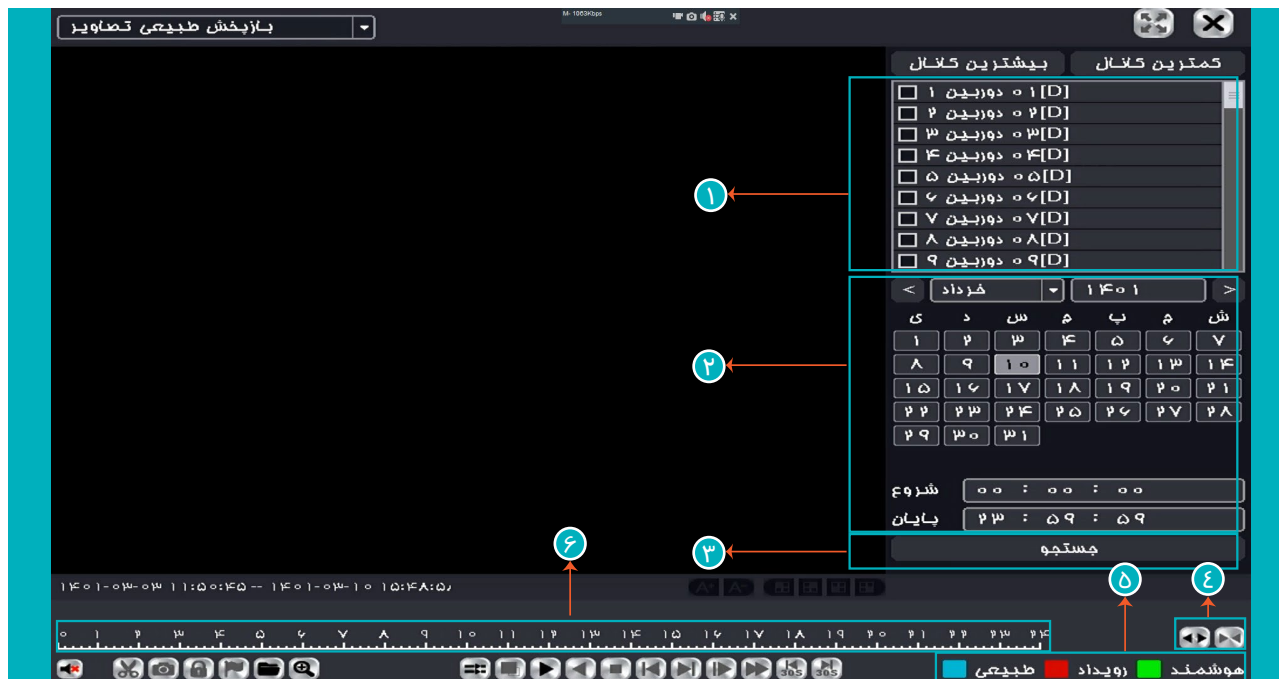 بازپخش طبیعی تصاویر
M- 1063Kbps
کمترین کانال
بیشترین کانال
[D]۰۱ دوربین ۱
[D]۰۲ دوربین ۲
[D]۰۳ دوربین ۳
[D]۰۴ دوربین ۴
[D]۰۵ دوربین ۵
[D]۰۶ دوربین ۶
[D]۰۷ دوربین ۷
[D]۰۸ دوربین ۸
[D]۰۹ دوربین ۹
۱
< خرداد ۱۴۰۱ >
ی د س م پ م ش
۱ ۲ ۳ ۴ ۵ ۶ ۷
۸ ۹ ۱۰ ۱۱ ۱۲ ۱۳ ۱۴
۱۵ ۱۶ ۱۷ ۱۸ ۱۹ ۲۰ ۲۱
۲۲ ۲۳ ۲۴ ۲۵ ۲۶ ۲۷ ۲۸
۲۹ ۳۰ ۳۱
۲
شروع ۰۰ : ۰۰ : ۰۰
پایان ۲۳ : ۵۹ : ۵۹
جستجو
۳
۶
۵
٤
۱۴۰۱-۰۳-۰۳ ۱۱:۵۰:۴۵ -- ۱۴۰۱-۰۳-۱۰ ۱۵:۴۸:۵
A+ A-
۰ ۱ ۲ ۳ ۴ ۵ ۶ ۷ ۸ ۹ ۱۰ ۱۱ ۱۲ ۱۳ ۱۴ ۱۵ ۱۶ ۱۷ ۱۸ ۱۹ ۲۰ ۲۱ ۲۲ ۲۳ ۲۴
30S 30S
هوشمند رویداد طبیعی